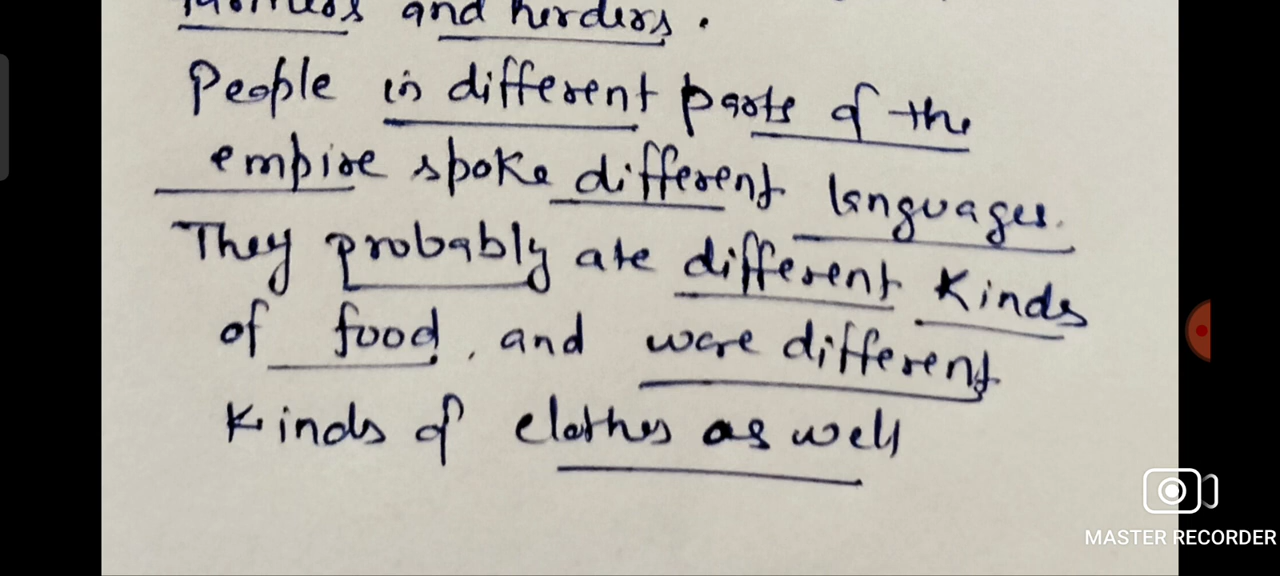 and herders.
People in different parts of the
empire spoke different languages.
They probably ate different kinds
of food, and were different
kinds of clothes as well
MASTER RECORDER